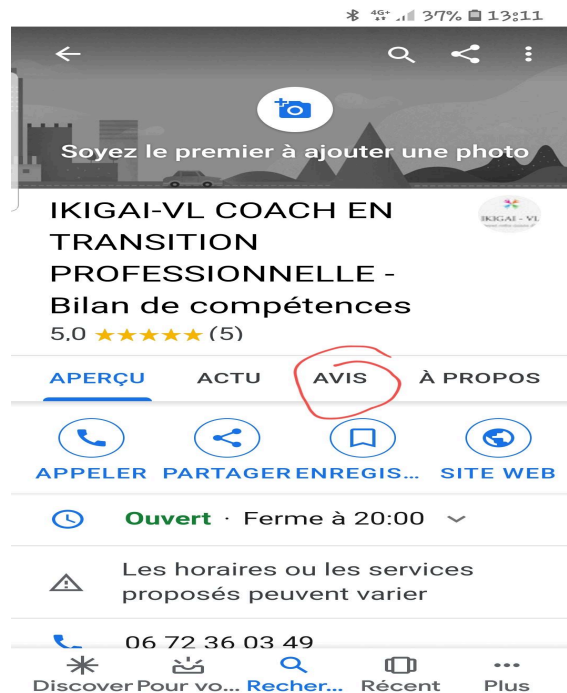 4G+ 37% 13:11
Soyez le premier à ajouter une photo
IKIGAI-VL COACH EN
TRANSITION
PROFESSIONNELLE -
Bilan de compétences
IKIGAI - VL
5,0 (5)
APERÇU ACTU AVIS À PROPOS
APPELER PARTAGER ENREGIS... SITE WEB
Ouvert · Ferme à 20:00
Les horaires ou les services
proposés peuvent varier
06 72 36 03 49
Discover Pour vo... Recher... Récent Plus